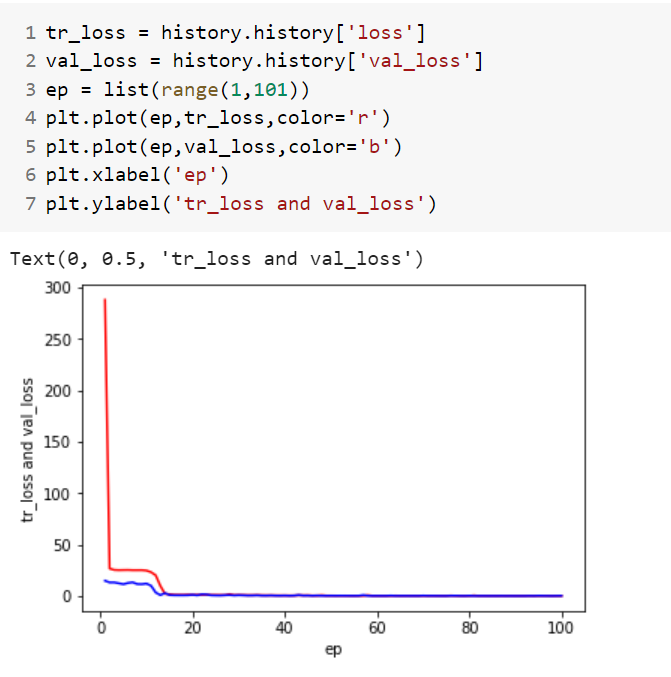 1 tr_loss = history.history['loss']
2 val_loss = history.history['val_loss']
3 ep = list(range(1,101))
4 plt.plot(ep,tr_loss,color='r')
5 plt.plot(ep,val_loss,color='b')
6 plt.xlabel('ep')
7 plt.ylabel('tr_loss and val_loss')
Text(0, 0.5, 'tr_loss and val_loss')
300
250
200
150
100
50
0
tr_loss and val_loss
0 20 40 60 80 100
ep